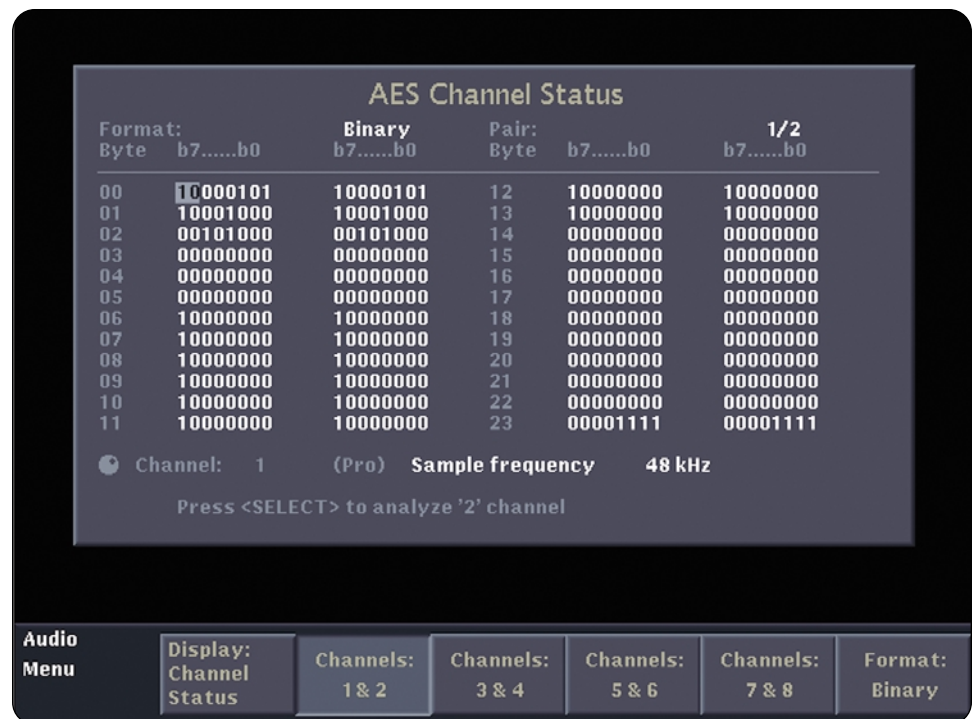 AES Channel Status
Format: Binary Pair: 1/2
Byte b7......b0 b7......b0 Byte b7......b0 b7......b0
00 10000101 10000101 12 10000000 10000000
01 10001000 10001000 13 10000000 10000000
02 00101000 00101000 14 00000000 00000000
03 00000000 00000000 15 00000000 00000000
04 00000000 00000000 16 00000000 00000000
05 00000000 00000000 17 00000000 00000000
06 10000000 10000000 18 00000000 00000000
07 10000000 10000000 19 00000000 00000000
08 10000000 10000000 20 00000000 00000000
09 10000000 10000000 21 00000000 00000000
10 10000000 10000000 22 00000000 00000000
11 10000000 10000000 23 00001111 00001111
Channel: 1 (Pro) Sample frequency 48 kHz
Press <SELECT> to analyze '2' channel
Audio Menu
Display: Channel Status
Channels: 1 & 2
Channels: 3 & 4
Channels: 5 & 6
Channels: 7 & 8
Format: Binary